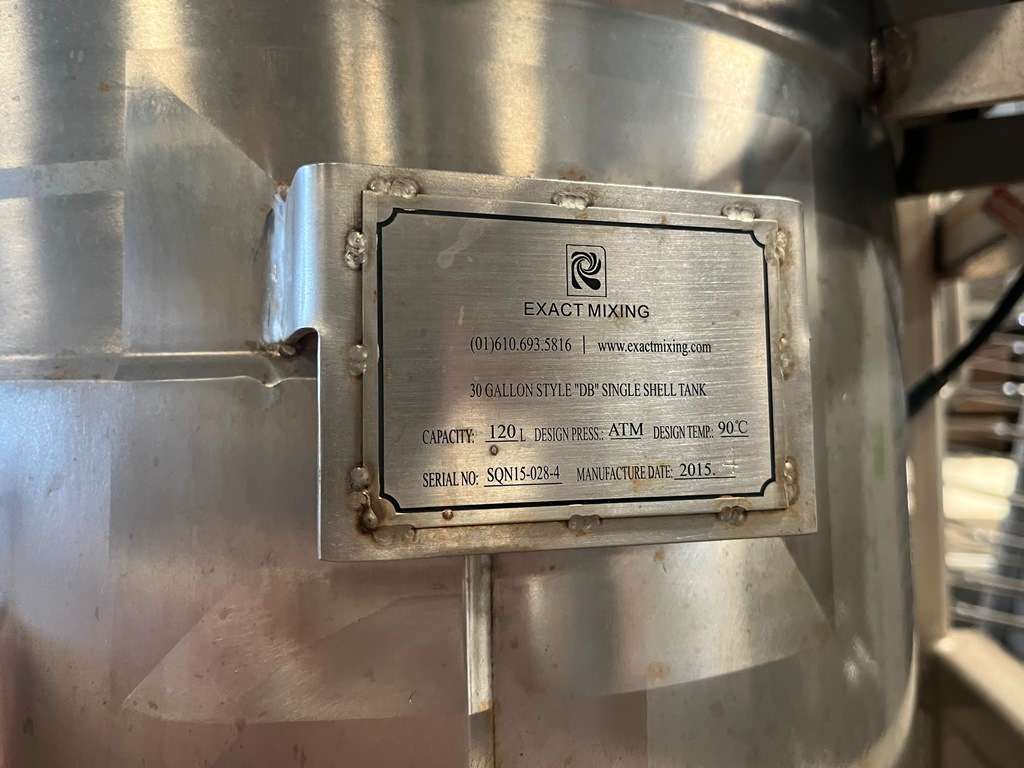 EXACT MIXING
(01)610.693.5816 | www.exactmixing.com
30 GALLON STYLE "DB" SINGLE SHELL TANK
CAPACITY: 120 L DESIGN PRESS.: ATM DESIGN TEMP.: 90℃
SERIAL NO: SQN15-028-4 MANUFACTURE DATE: 2015.